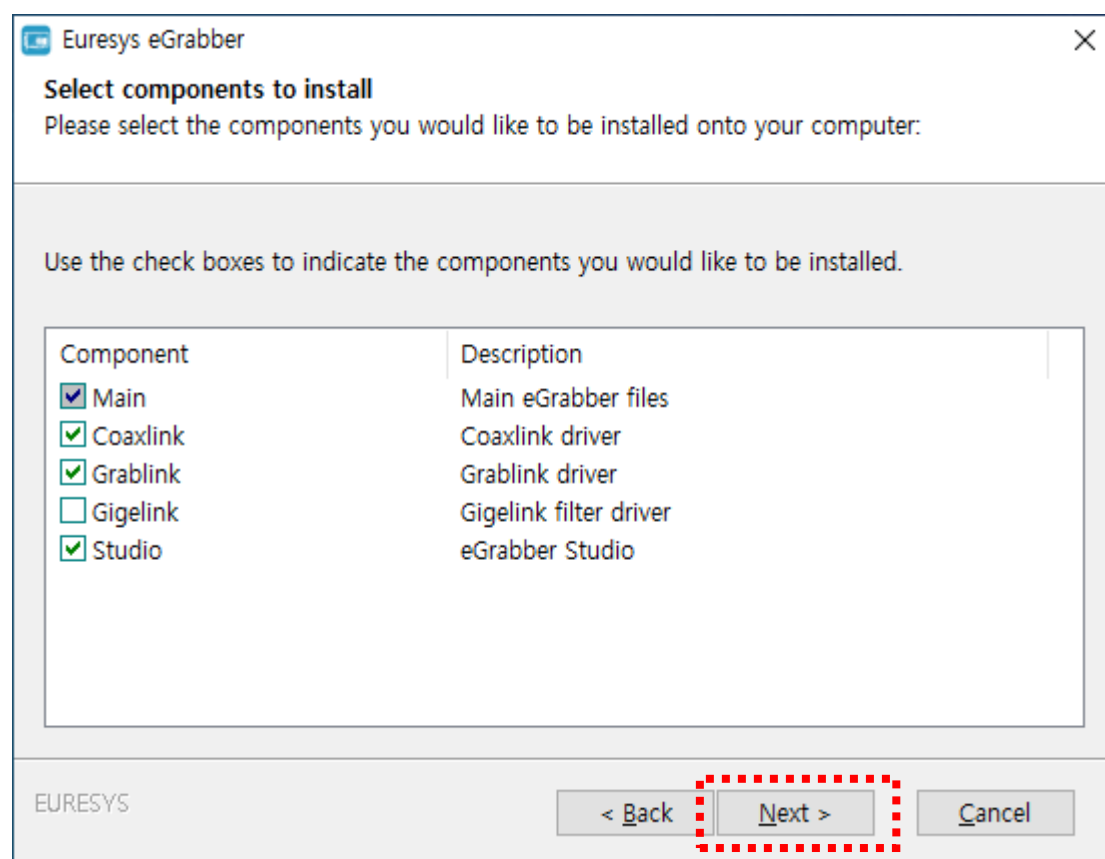 Euresys eGrabber
Select components to install
Please select the components you would like to be installed onto your computer:
Use the check boxes to indicate the components you would like to be installed.
Component Description
Main Main eGrabber files
Coaxlink Coaxlink driver
Grablink Grablink driver
Gigelink Gigelink filter driver
Studio eGrabber Studio
EURESYS < Back Next > Cancel